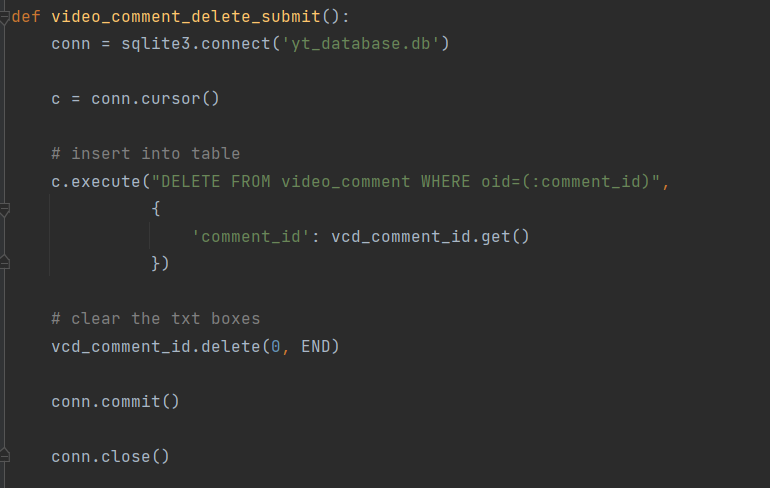 def video_comment_delete_submit():
    conn = sqlite3.connect('yt_database.db')
    c = conn.cursor()
    # insert into table
    c.execute("DELETE FROM video_comment WHERE oid=(:comment_id)",
              {
                  'comment_id': vcd_comment_id.get()
              })
    # clear the txt boxes
    vcd_comment_id.delete(0, END)
    conn.commit()
    conn.close()